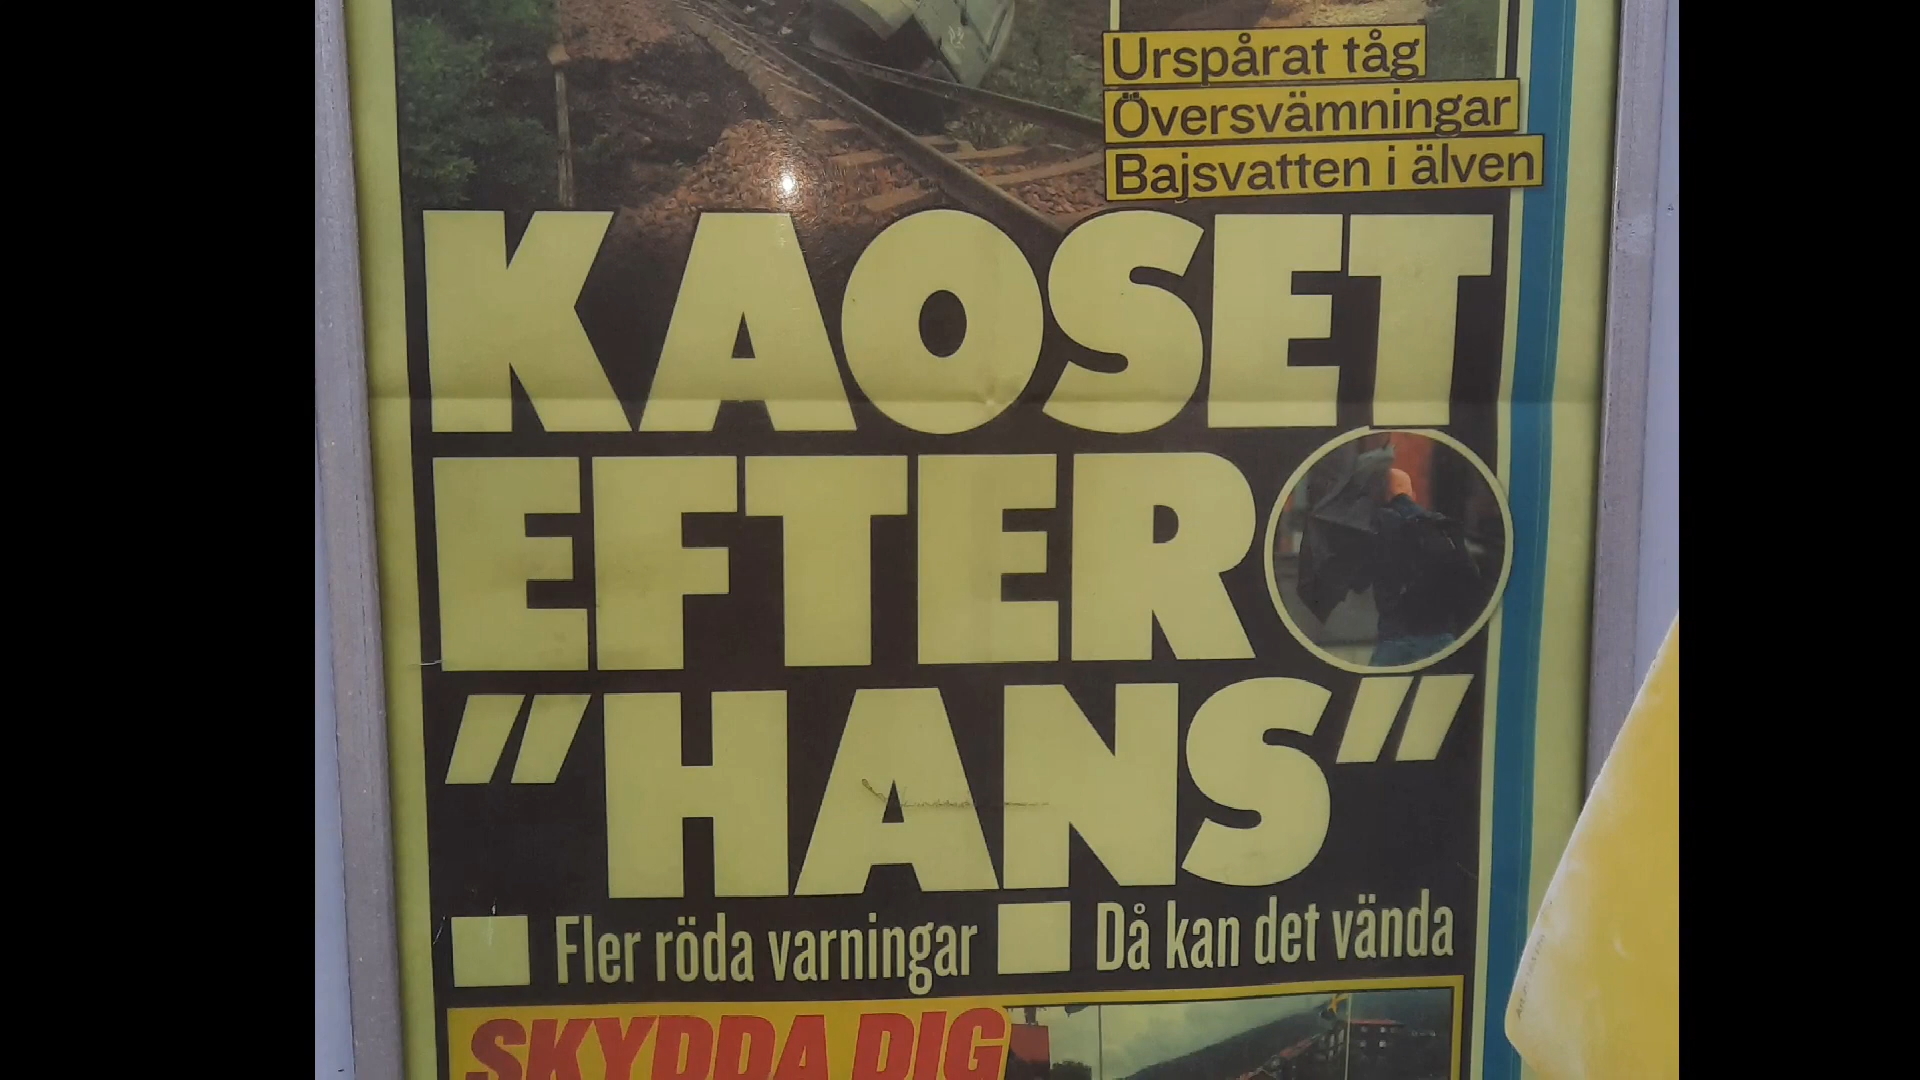 Urspårat tåg
Översvämningar
Bajsvatten i älven
KAOSET
EFTER
"HANS"
Fler röda varningar Då kan det vända
SKYDDA DIG